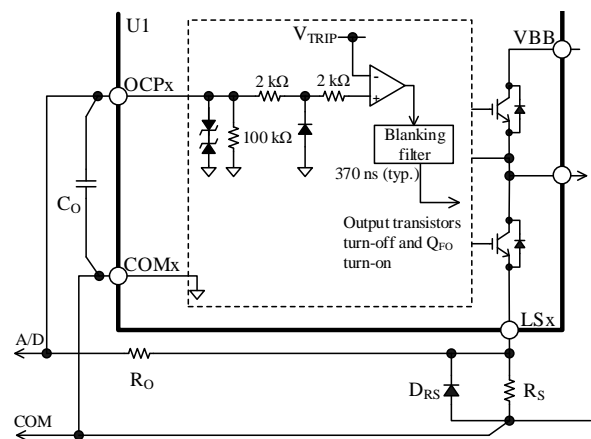 U1
VTRIP
VBB
OCPx
2 kΩ
2 kΩ
-
+
100 kΩ
Blanking
filter
370 ns (typ.)
CO
Output transistors
turn-off and QFO
turn-on
COMx
LSx
A/D
RO
DRS
RS
COM